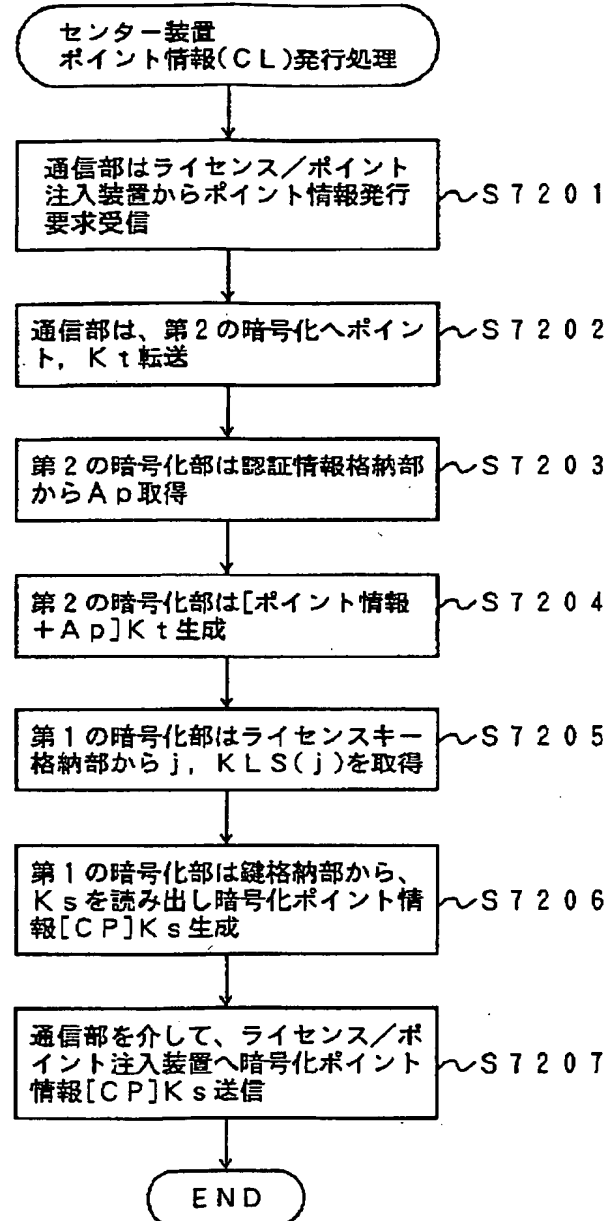 センター装置
ポイント情報(CL)発行処理
通信部はライセンス/ポイント
注入装置からポイント情報発行
要求受信
~S7201
通信部は、第2の暗号化へポイン
ト,Kt転送
~S7202
第2の暗号化部は認証情報格納部
からAp取得
~S7203
第2の暗号化部は[ポイント情報
+Ap]Kt生成
~S7204
第1の暗号化部はライセンスキー
格納部からj,KLS(j)を取得
~S7205
第1の暗号化部は鍵格納部から、
Ksを読み出し暗号化ポイント情
報[CP]Ks生成
~S7206
通信部を介して、ライセンス/ポ
イント注入装置へ暗号化ポイント
情報[CP]Ks送信
~S7207
END